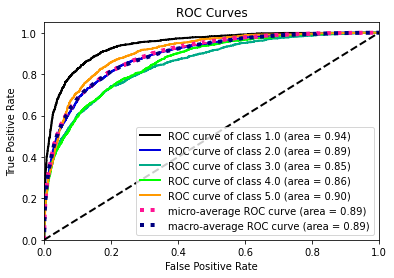 ROC Curves
True Positive Rate
1.0
0.8
0.6
0.4
0.2
0.0
ROC curve of class 1.0 (area = 0.94)
ROC curve of class 2.0 (area = 0.89)
ROC curve of class 3.0 (area = 0.85)
ROC curve of class 4.0 (area = 0.86)
ROC curve of class 5.0 (area = 0.90)
micro-average ROC curve (area = 0.89)
macro-average ROC curve (area = 0.89)
0.0 0.2 0.4 0.6 0.8 1.0
False Positive Rate